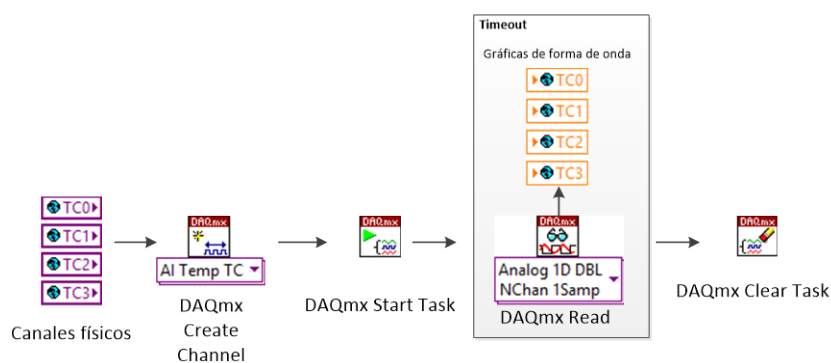 Timeout
Gráficas de forma de onda
TC0
TC1
TC2
TC3
TC0
TC1
TC2
TC3
Canales físicos
DAQmx
AI Temp TC
DAQmx
Create
Channel
DAQmx
DAQmx Start Task
DAQmx
Analog 1D DBL
NChan 1Samp
DAQmx Read
DAQmx
DAQmx Clear Task